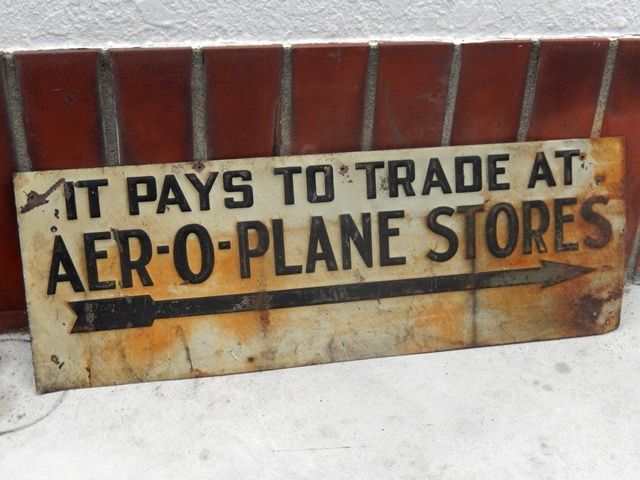 IT PAYS TO TRADE AT
AER-O-PLANE STORES